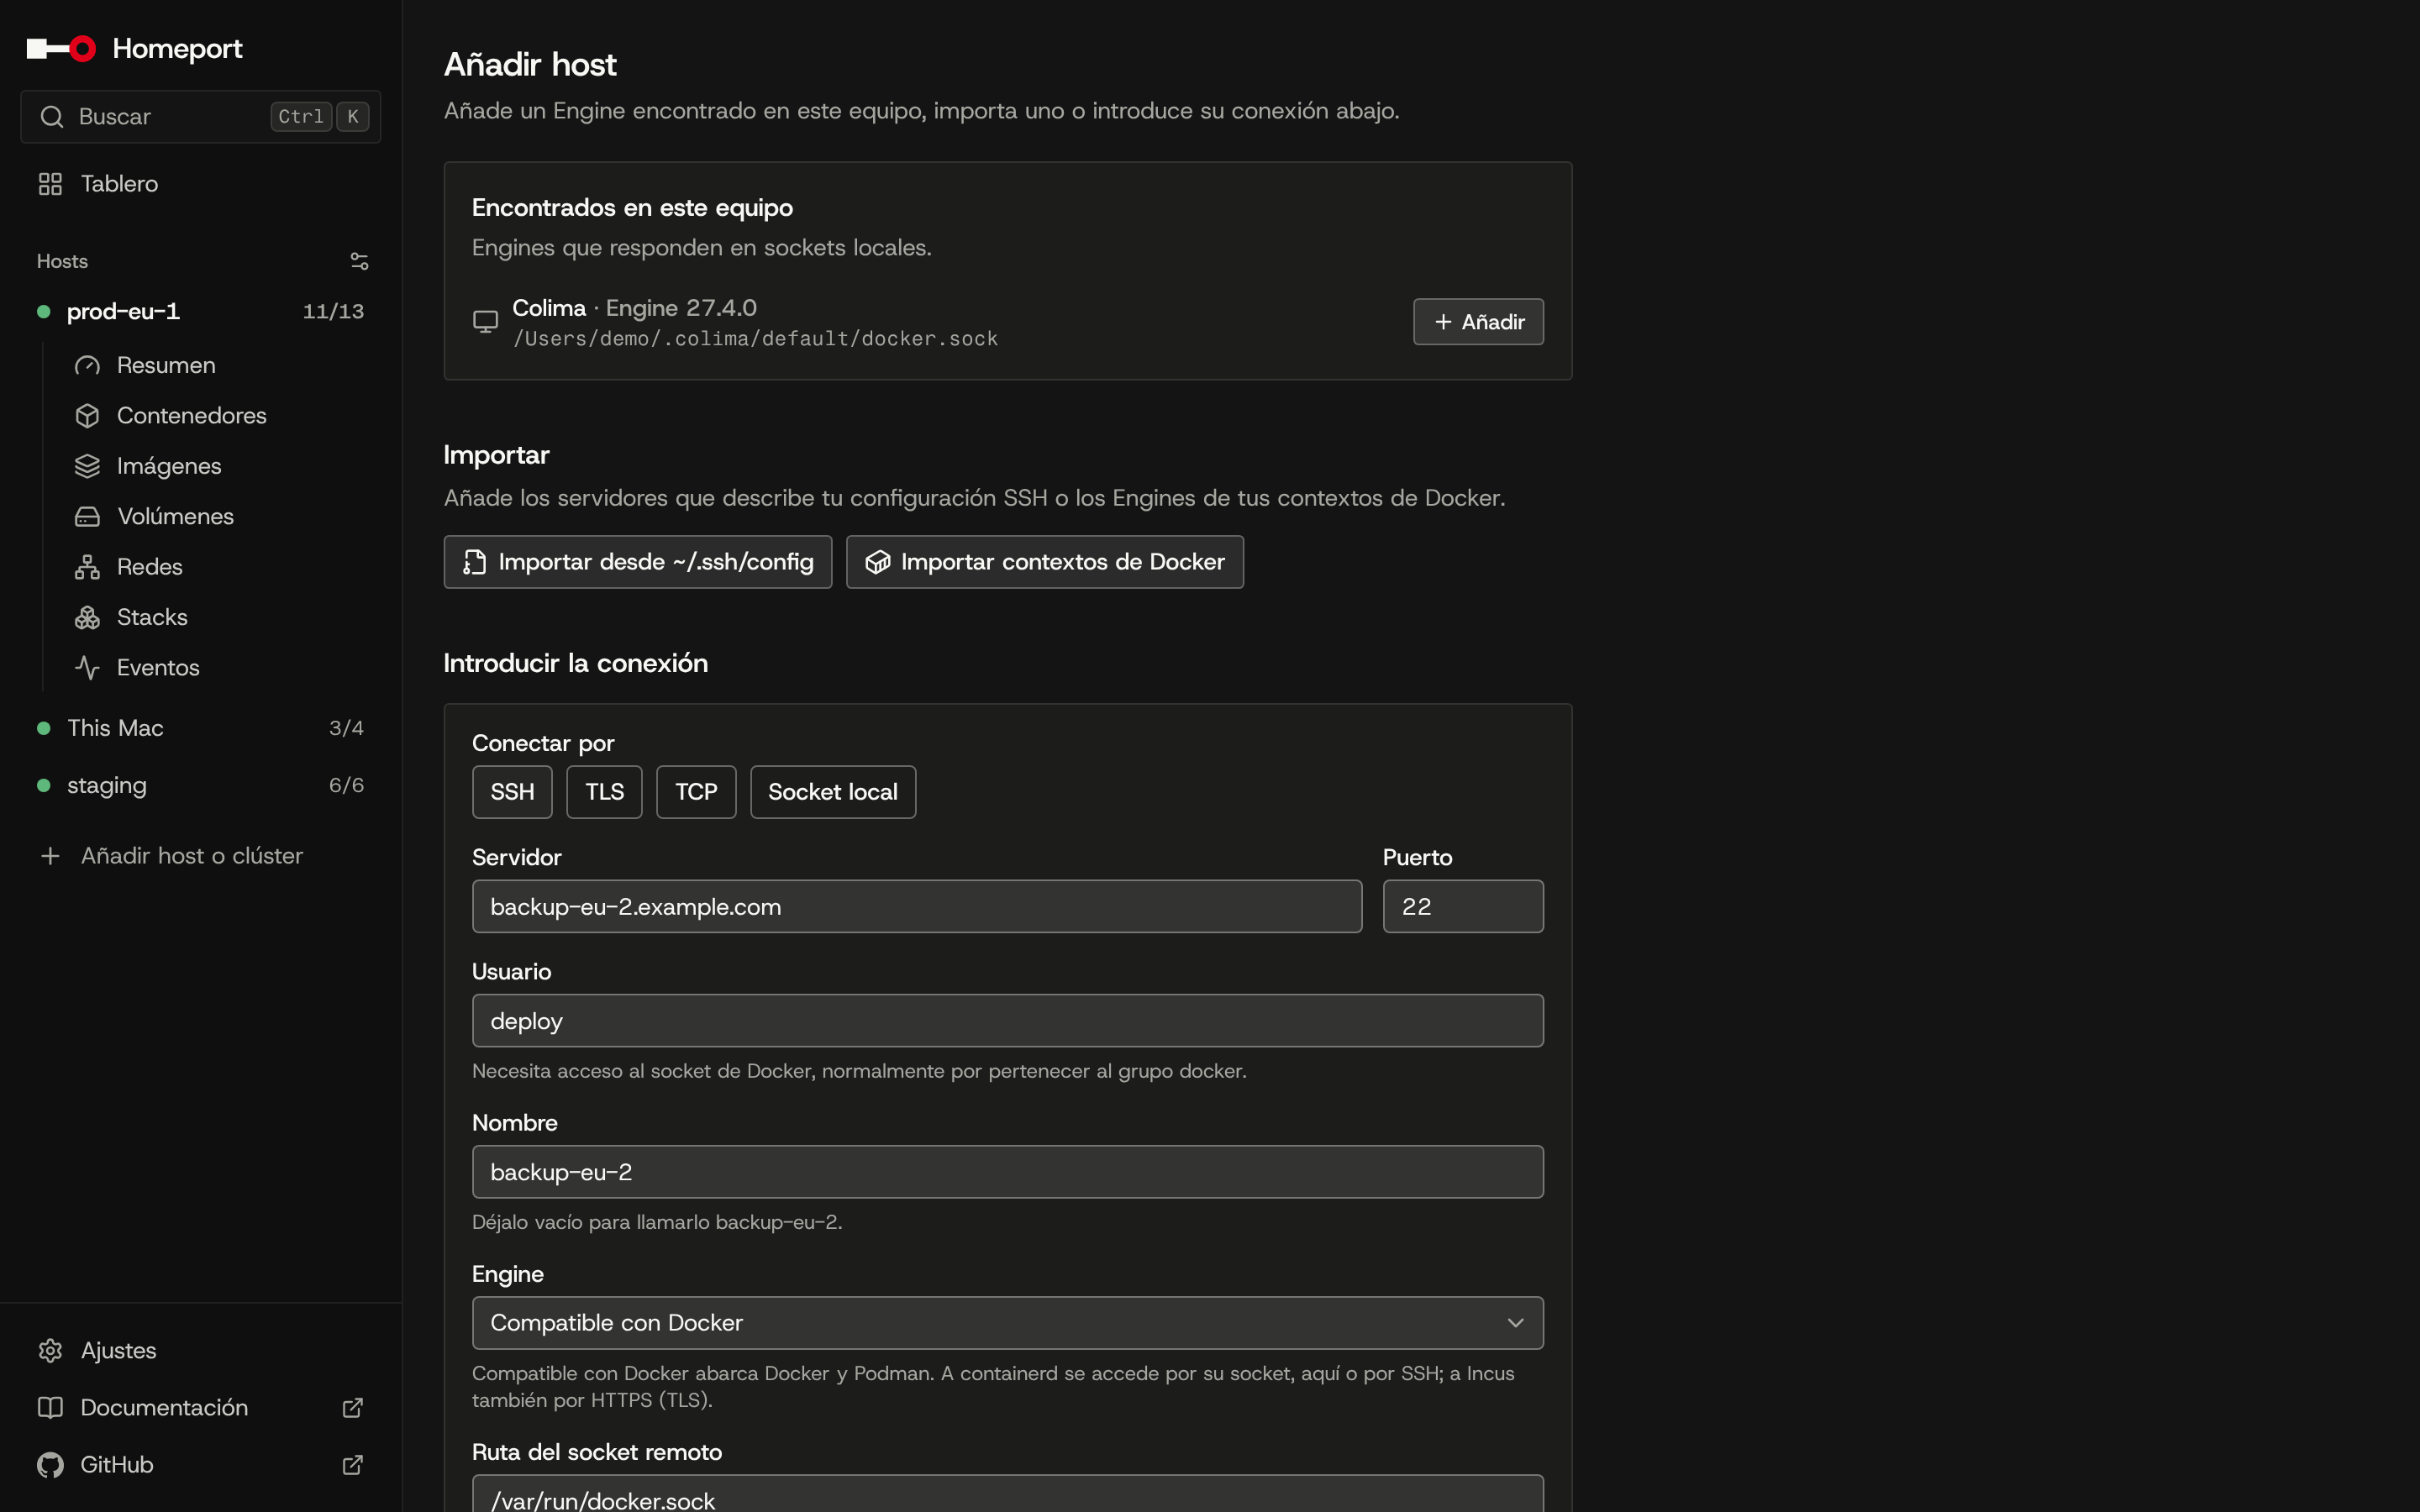 Homeport
Buscar Ctrl K
Tablero
Hosts
prod-eu-1 11/13
Resumen
Contenedores
Imágenes
Volúmenes
Redes
Stacks
Eventos
This Mac 3/4
staging 6/6
Añadir host o clúster
Ajustes
Documentación
GitHub
Añadir host
Añade un Engine encontrado en este equipo, importa uno o introduce su conexión abajo.
Encontrados en este equipo
Engines que responden en sockets locales.
Colima · Engine 27.4.0
/Users/demo/.colima/default/docker.sock
Añadir
Importar
Añade los servidores que describe tu configuración SSH o los Engines de tus contextos de Docker.
Importar desde ~/.ssh/config Importar contextos de Docker
Introducir la conexión
Conectar por
SSH TLS TCP Socket local
Servidor Puerto
backup-eu-2.example.com 22
Usuario
deploy
Necesita acceso al socket de Docker, normalmente por pertenecer al grupo docker.
Nombre
backup-eu-2
Déjalo vacío para llamarlo backup-eu-2.
Engine
Compatible con Docker
Compatible con Docker abarca Docker y Podman. A containerd se accede por su socket, aquí o por SSH; a Incus
también por HTTPS (TLS).
Ruta del socket remoto
/var/run/docker.sock